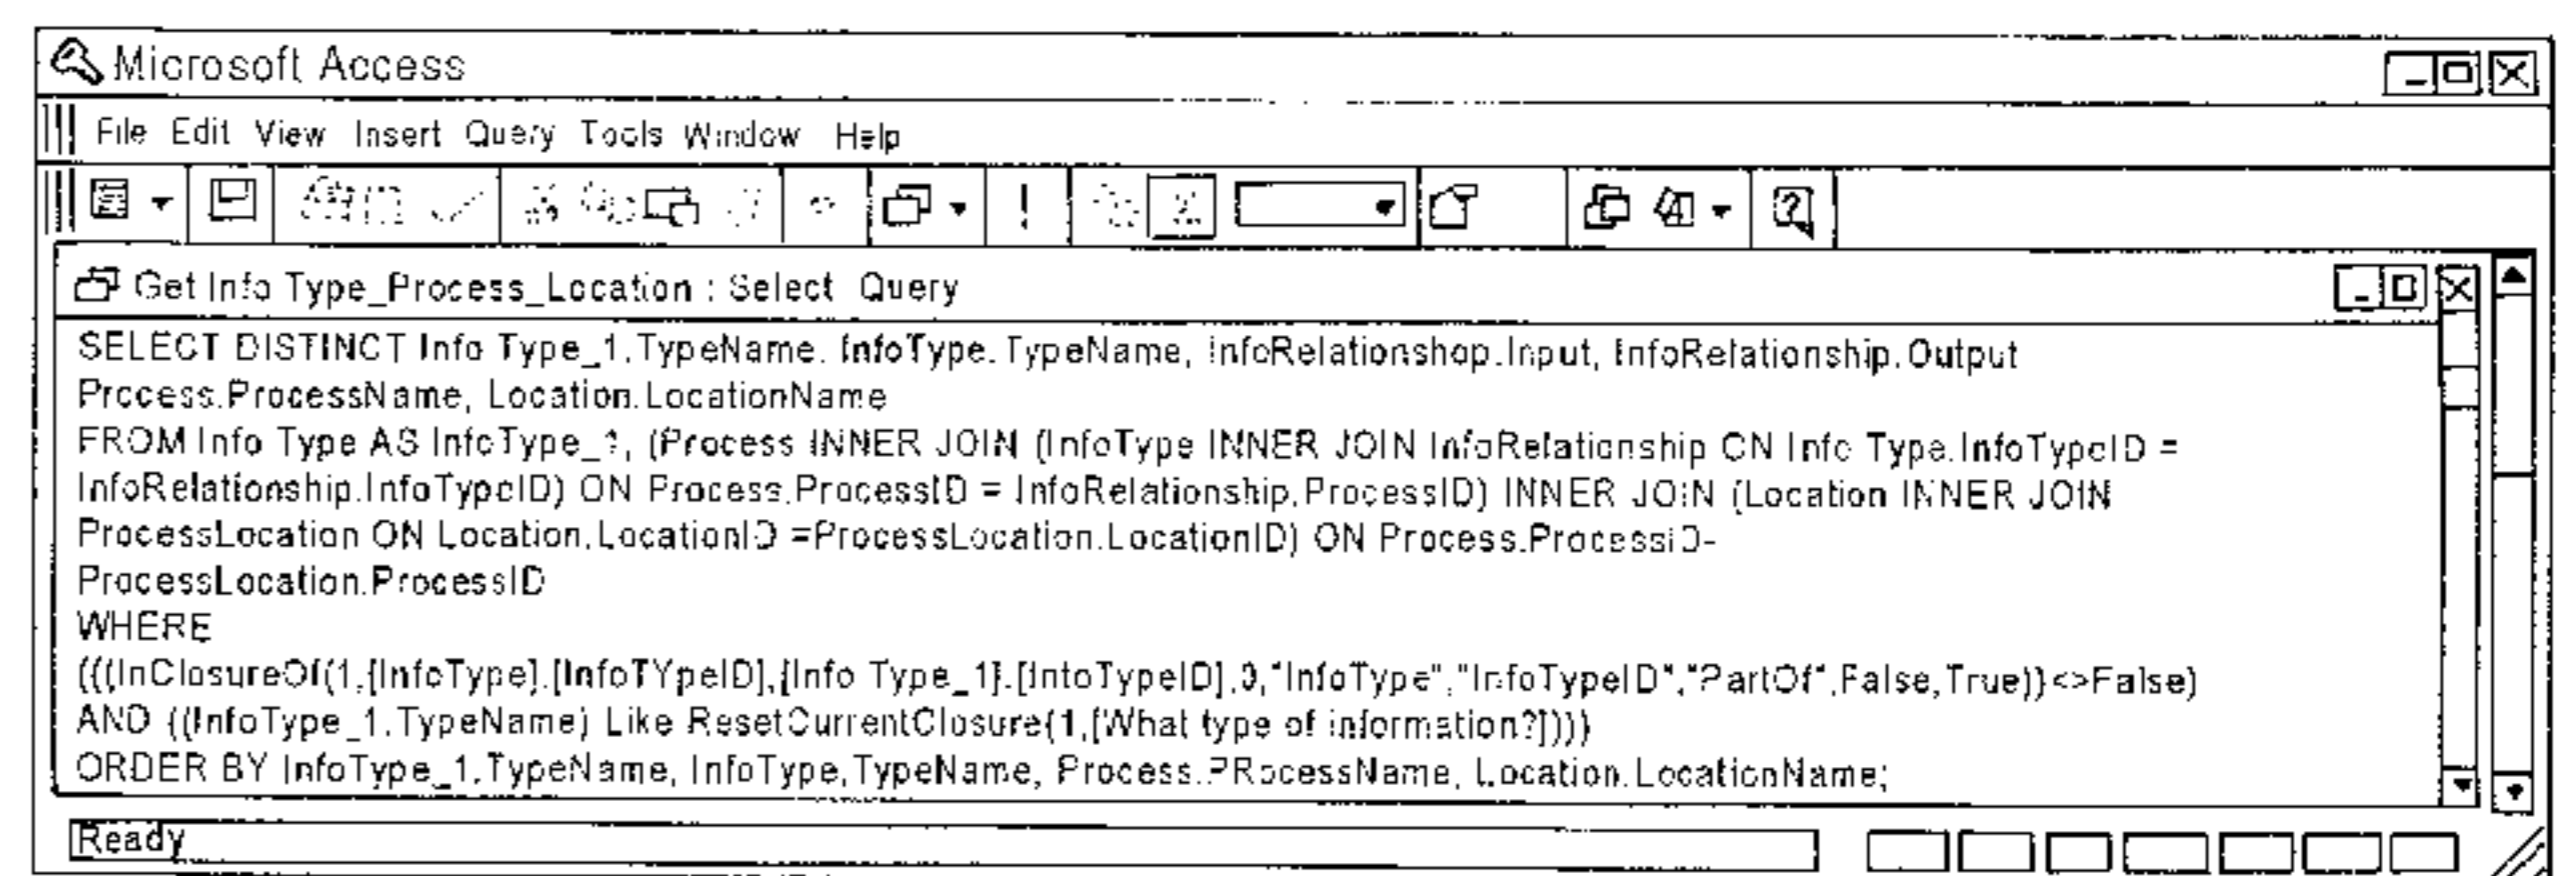 Microsoft Access
File Edit View Insert Query Tools Window Help
Get Info Type_Process_Location : Select Query
SELECT DISTINCT Info Type_1.TypeName. InfoType.TypeName, InfoRelationshop.Input, InfoRelationship.Output
Process.ProcessName, Location.LocationName
FROM Info Type AS InfoType_1, (Process INNER JOIN (InfoType INNER JOIN InfoRelationship ON Info Type.InfoTypeID =
InfoRelationship.InfoTypeID) ON Process.ProcessID = InfoRelationship.ProcessID) INNER JOIN (Location INNER JOIN
ProcessLocation ON Location.LocationID =ProcessLocation.LocationID) ON Process.ProcessID-
ProcessLocation.ProcessID
WHERE
(((InClosureOf(1,[InfoType].[InfoTYpeID],[Info Type_1].[InfoTypeID],0,"InfoType","InfoTypeID","PartOf",False,True))<>False)
AND ((InfoType_1.TypeName) Like ResetCurrentClosure(1,[What type of information?])))
ORDER BY InfoType_1.TypeName, InfoType.TypeName, Process.PRocessName, Location.LocationName;
Ready